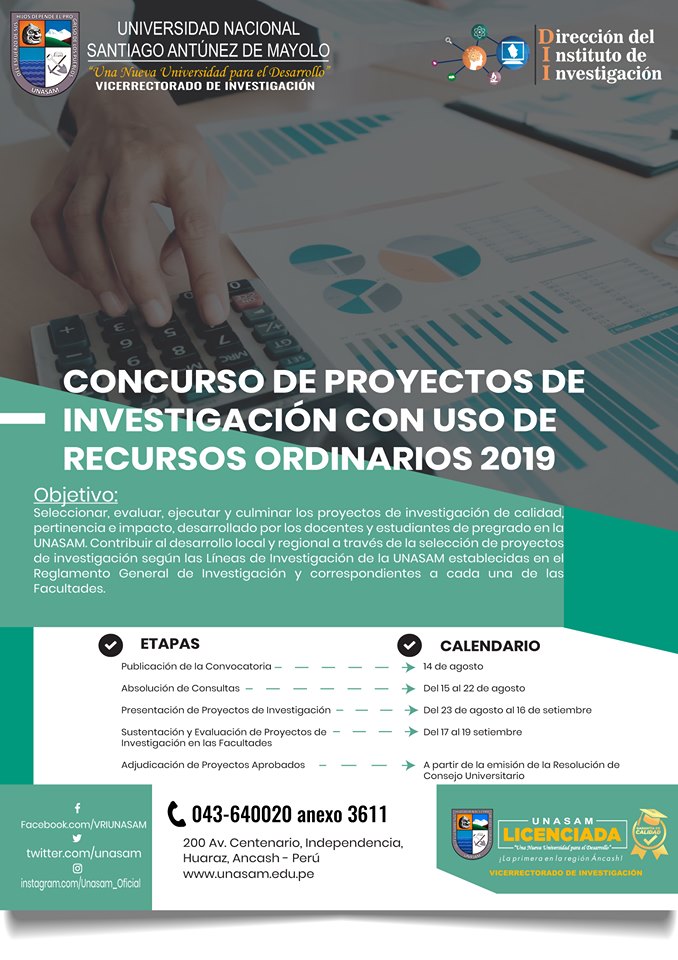 UNIVERSIDAD NACIONAL
SANTIAGO ANTÚNEZ DE MAYOLO
“Una Nueva Universidad para el Desarrollo”
VICERRECTORADO DE INVESTIGACIÓN
UNASAM
Dirección del
Instituto de
Investigación
CONCURSO DE PROYECTOS DE
INVESTIGACIÓN CON USO DE
RECURSOS ORDINARIOS 2019
Objetivo:
Seleccionar, evaluar, ejecutar y culminar los proyectos de investigación de calidad,
pertinencia e impacto, desarrollado por los docentes y estudiantes de pregrado en la
UNASAM. Contribuir al desarrollo local y regional a través de la selección de proyectos
de investigación según las Líneas de Investigación de la UNASAM establecidas en el
Reglamento General de Investigación y correspondientes a cada una de las
Facultades.
ETAPAS
CALENDARIO
Publicación de la Convocatoria
14 de agosto
Absolución de Consultas
Del 15 al 22 de agosto
Presentación de Proyectos de Investigación
Del 23 de agosto al 16 de setiembre
Sustentación y Evaluación de Proyectos de
Investigación en las Facultades
Del 17 al 19 setiembre
Adjudicación de Proyectos Aprobados
A partir de la emisión de la Resolución de
Consejo Universitario
Facebook.com/VRIUNASAM
twitter.com/unasam
instagram.com/Unasam_Oficial
043-640020 anexo 3611
200 Av. Centenario, Independencia,
Huaraz, Ancash - Perú
www.unasam.edu.pe
UNASAM
LICENCIADA
“Una Nueva Universidad para el Desarrollo”
¡La primera en la región Áncash!
VICERRECTORADO DE INVESTIGACIÓN
CALIDAD